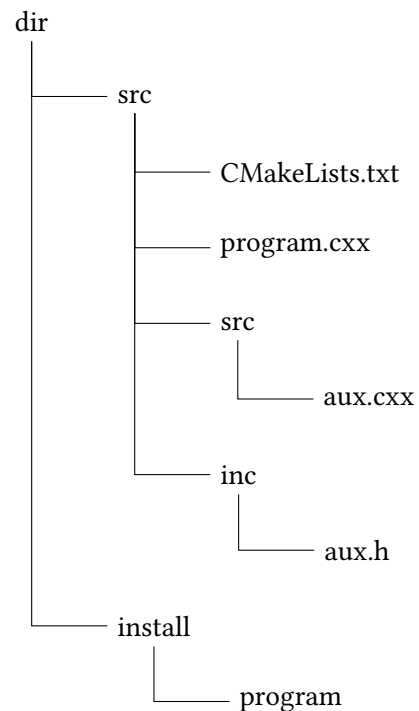 dir
src
CMakeLists.txt
program.cxx
src
aux.cxx
inc
aux.h
install
program